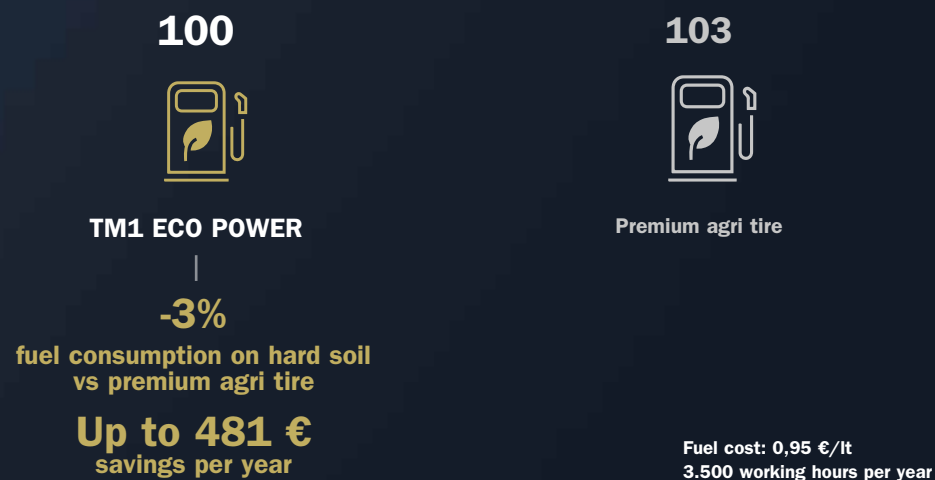 100
TM1 ECO POWER
-3%
fuel consumption on hard soil
vs premium agri tire
Up to 481 €
savings per year
103
Premium agri tire
Fuel cost: 0,95 €/lt
3.500 working hours per year